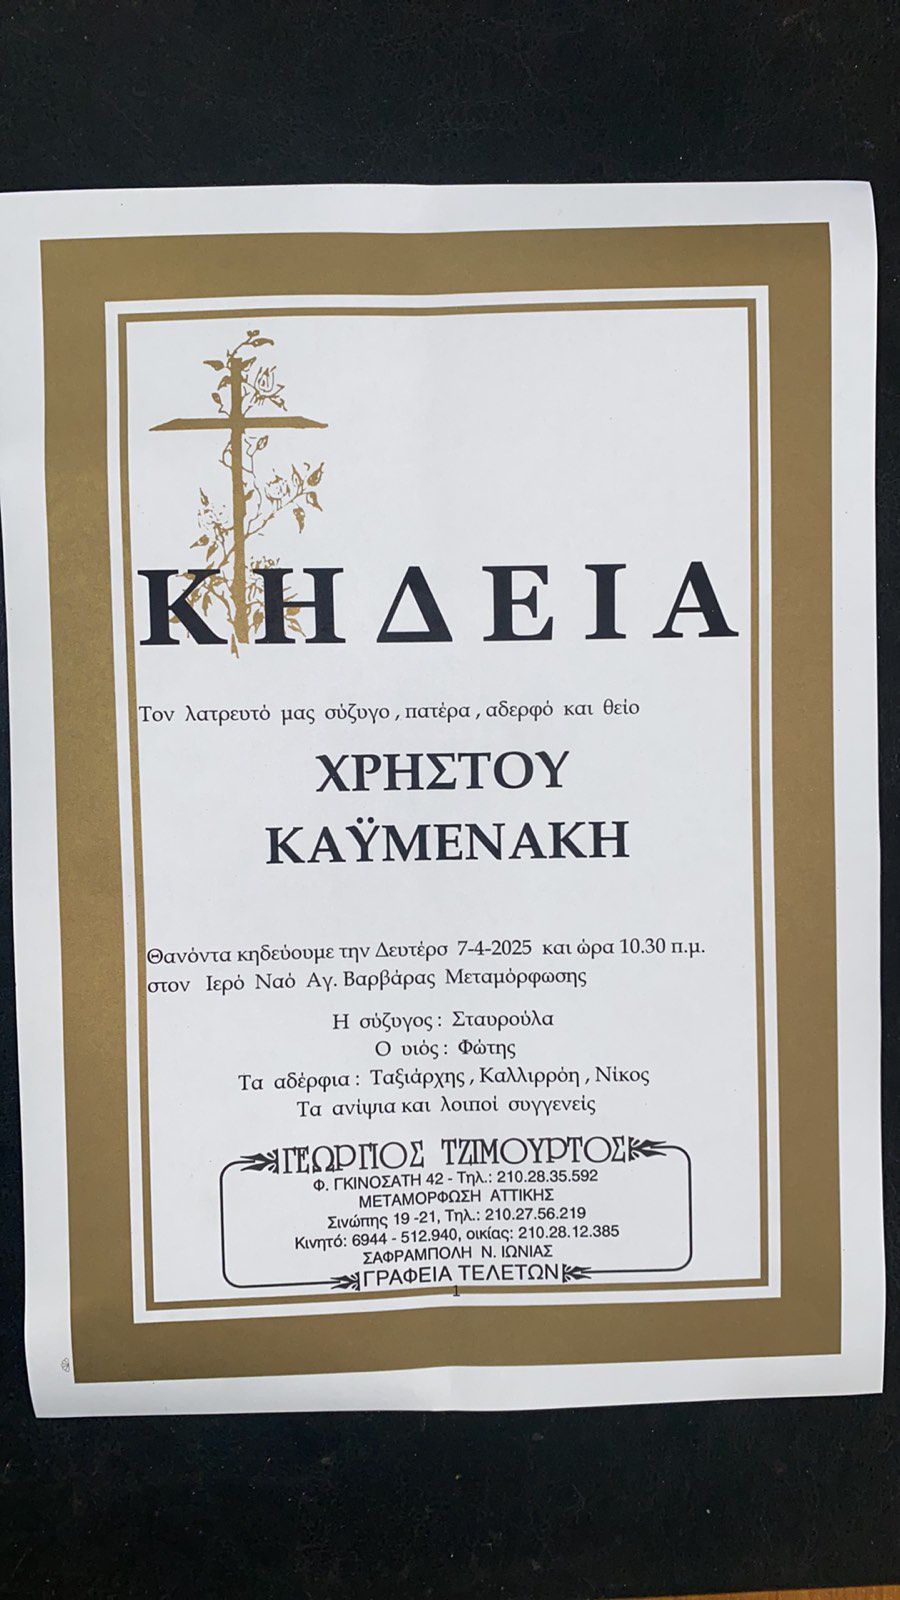 ΚΗΔΕΙΑ
Τον λατρευτό μας σύζυγο , πατέρα , αδερφό και θείο
ΧΡΗΣΤΟΥ
ΚΑΫΜΕΝΑΚΗ
Θανόντα κηδεύουμε την Δευτέρσ 7-4-2025 και ώρα 10.30 π.μ.
στον Ιερό Ναό Αγ. Βαρβάρας Μεταμόρφωσης
Η σύζυγος : Σταυρούλα
Ο υιός : Φώτης
Τα αδέρφια : Ταξιάρχης , Καλλιρρόη , Νίκος
Τα ανίψια και λοιποί συγγενείς
ΓΕΩΡΓΙΟΣ ΤΖΙΜΟΥΡΤΟΣ
Φ. ΓΚΙΝΟΣΑΤΗ 42 - Τηλ.: 210.28.35.592
ΜΕΤΑΜΟΡΦΩΣΗ ΑΤΤΙΚΗΣ
Σινώπης 19 -21, Τηλ.: 210.27.56.219
Κινητό: 6944 - 512.940, οικίας: 210.28.12.385
ΣΑΦΡΑΜΠΟΛΗ Ν. ΙΩΝΙΑΣ
ΓΡΑΦΕΙΑ ΤΕΛΕΤΩΝ
1